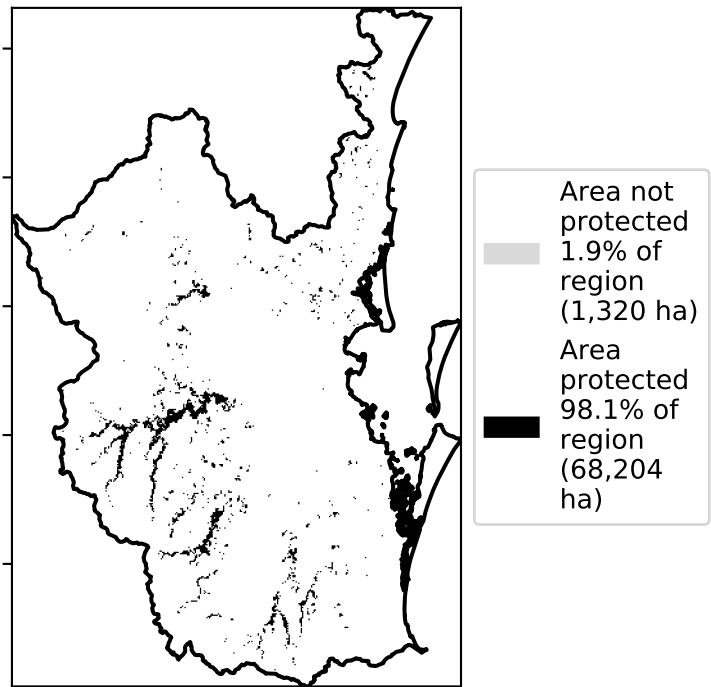 Area not
protected
1.9% of
region
(1,320 ha)
Area
protected
98.1% of
region
(68,204
ha)